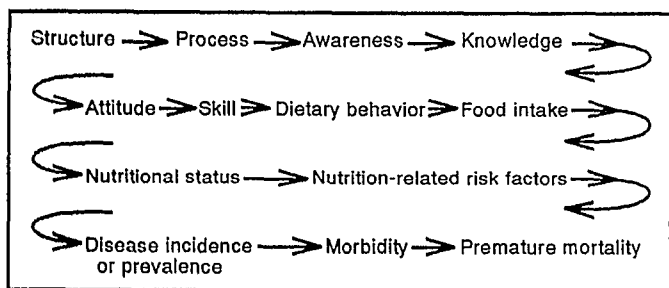 Structure Process Awareness Knowledge
Attitude Skill Dietary behavior Food intake
Nutritional status Nutrition-related risk factors
Disease incidence Morbidity Premature mortality
or prevalence